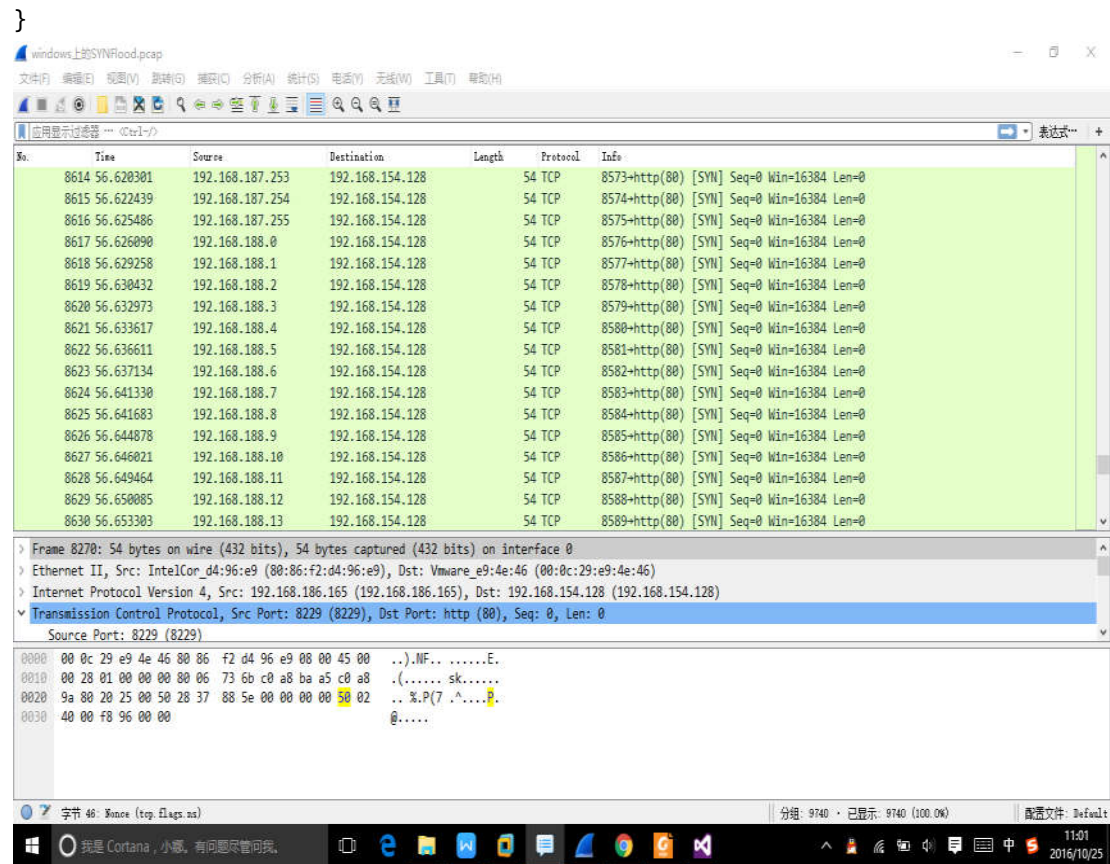 }
windows上的SYNFlood.pcap
文件(F) 编辑(E) 视图(V) 跳转(G) 捕获(C) 分析(A) 统计(S) 电话(Y) 无线(W) 工具(T) 帮助(H)
应用显示过滤器 … <Ctrl-/> 表达式… +
No. Time Source Destination Length Protocol Info
8614 56.620301 192.168.187.253 192.168.154.128 54 TCP 8573→http(80) [SYN] Seq=0 Win=16384 Len=0
8615 56.622439 192.168.187.254 192.168.154.128 54 TCP 8574→http(80) [SYN] Seq=0 Win=16384 Len=0
8616 56.625486 192.168.187.255 192.168.154.128 54 TCP 8575→http(80) [SYN] Seq=0 Win=16384 Len=0
8617 56.626090 192.168.188.0 192.168.154.128 54 TCP 8576→http(80) [SYN] Seq=0 Win=16384 Len=0
8618 56.629258 192.168.188.1 192.168.154.128 54 TCP 8577→http(80) [SYN] Seq=0 Win=16384 Len=0
8619 56.630432 192.168.188.2 192.168.154.128 54 TCP 8578→http(80) [SYN] Seq=0 Win=16384 Len=0
8620 56.632973 192.168.188.3 192.168.154.128 54 TCP 8579→http(80) [SYN] Seq=0 Win=16384 Len=0
8621 56.633617 192.168.188.4 192.168.154.128 54 TCP 8580→http(80) [SYN] Seq=0 Win=16384 Len=0
8622 56.636611 192.168.188.5 192.168.154.128 54 TCP 8581→http(80) [SYN] Seq=0 Win=16384 Len=0
8623 56.637134 192.168.188.6 192.168.154.128 54 TCP 8582→http(80) [SYN] Seq=0 Win=16384 Len=0
8624 56.641330 192.168.188.7 192.168.154.128 54 TCP 8583→http(80) [SYN] Seq=0 Win=16384 Len=0
8625 56.641683 192.168.188.8 192.168.154.128 54 TCP 8584→http(80) [SYN] Seq=0 Win=16384 Len=0
8626 56.644878 192.168.188.9 192.168.154.128 54 TCP 8585→http(80) [SYN] Seq=0 Win=16384 Len=0
8627 56.646021 192.168.188.10 192.168.154.128 54 TCP 8586→http(80) [SYN] Seq=0 Win=16384 Len=0
8628 56.649464 192.168.188.11 192.168.154.128 54 TCP 8587→http(80) [SYN] Seq=0 Win=16384 Len=0
8629 56.650085 192.168.188.12 192.168.154.128 54 TCP 8588→http(80) [SYN] Seq=0 Win=16384 Len=0
8630 56.653303 192.168.188.13 192.168.154.128 54 TCP 8589→http(80) [SYN] Seq=0 Win=16384 Len=0
Frame 8270: 54 bytes on wire (432 bits), 54 bytes captured (432 bits) on interface 0
Ethernet II, Src: IntelCor_d4:96:e9 (80:86:f2:d4:96:e9), Dst: Vmware_e9:4e:46 (00:0c:29:e9:4e:46)
Internet Protocol Version 4, Src: 192.168.186.165 (192.168.186.165), Dst: 192.168.154.128 (192.168.154.128)
Transmission Control Protocol, Src Port: 8229 (8229), Dst Port: http (80), Seq: 0, Len: 0
Source Port: 8229 (8229)
0000 00 0c 29 e9 4e 46 80 86 f2 d4 96 e9 08 00 45 00 ..).NF.. ......E.
0010 00 28 01 00 00 00 80 06 73 6b c0 a8 ba a5 c0 a8 .(...... sk......
0020 9a 80 20 25 00 50 28 37 88 5e 00 00 00 00 50 02 .. %.P(7 .^....P.
0030 40 00 f8 96 00 00 @.....
字节 46: Nonce (tcp.flags.ns) 分组: 9740 · 已显示: 9740 (100.0%) 配置文件: Default
我是 Cortana，小娜。有问题尽管问我。 中 11:01
2016/10/25